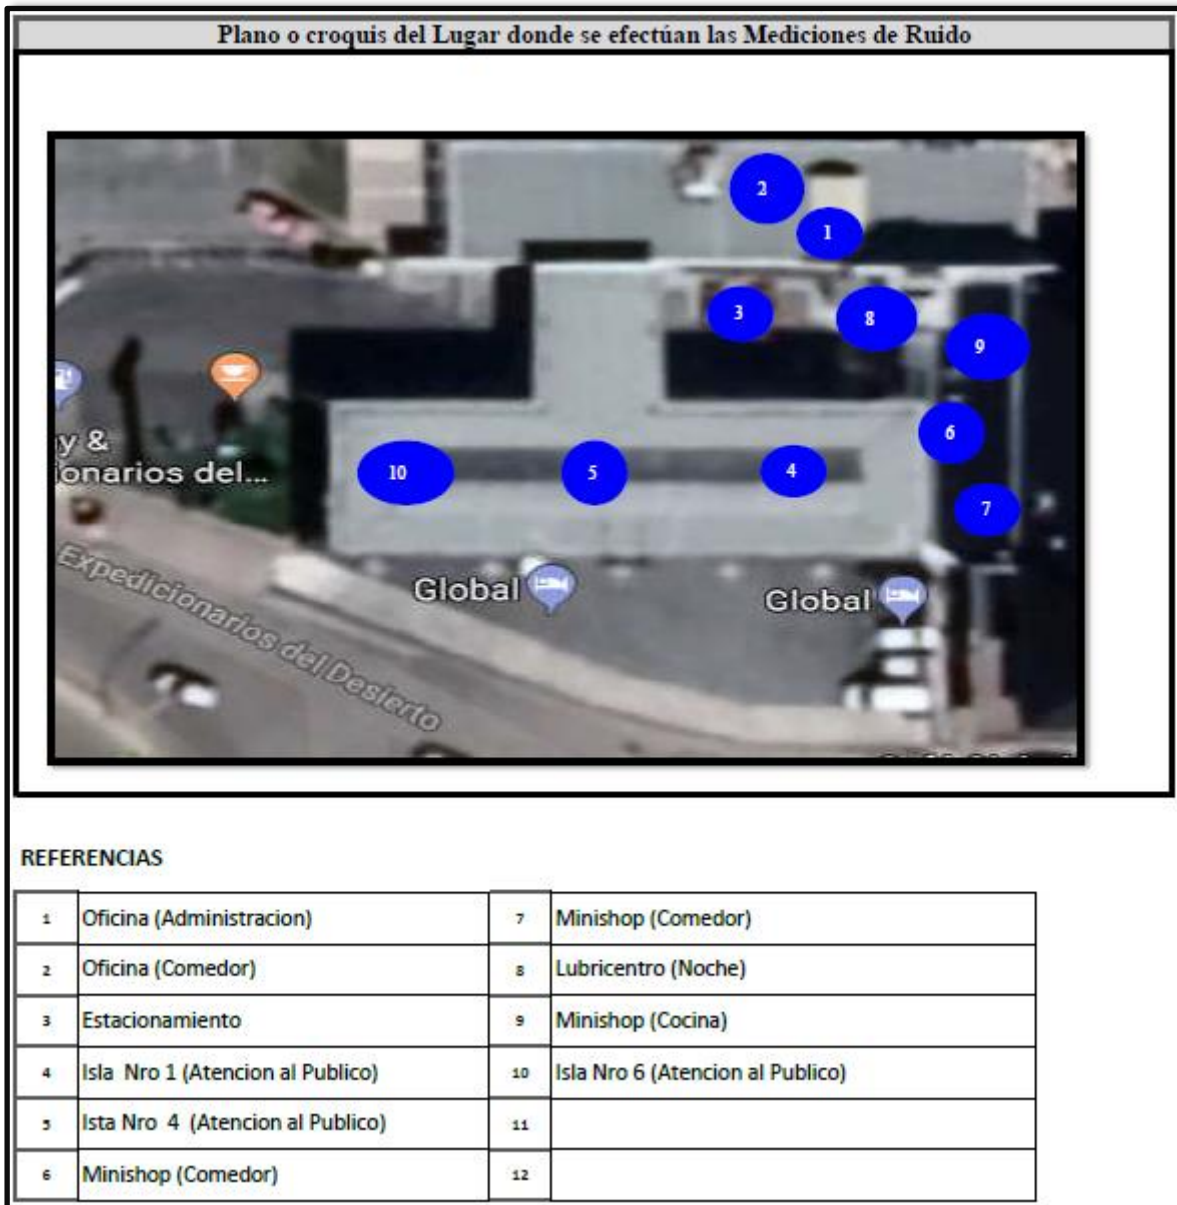 Plano o croquis del Lugar donde se efectúan las Mediciones de Ruido
2
1
3
8
9
y &
ionarios del...
6
10
5
4
7
Expedicionarios del Desierto
Global
Global
REFERENCIAS
1 Oficina (Administracion) 7 Minishop (Comedor)
2 Oficina (Comedor) 8 Lubricentro (Noche)
3 Estacionamiento 9 Minishop (Cocina)
4 Isla Nro 1 (Atencion al Publico) 10 Isla Nro 6 (Atencion al Publico)
5 Ista Nro 4 (Atencion al Publico) 11
6 Minishop (Comedor) 12